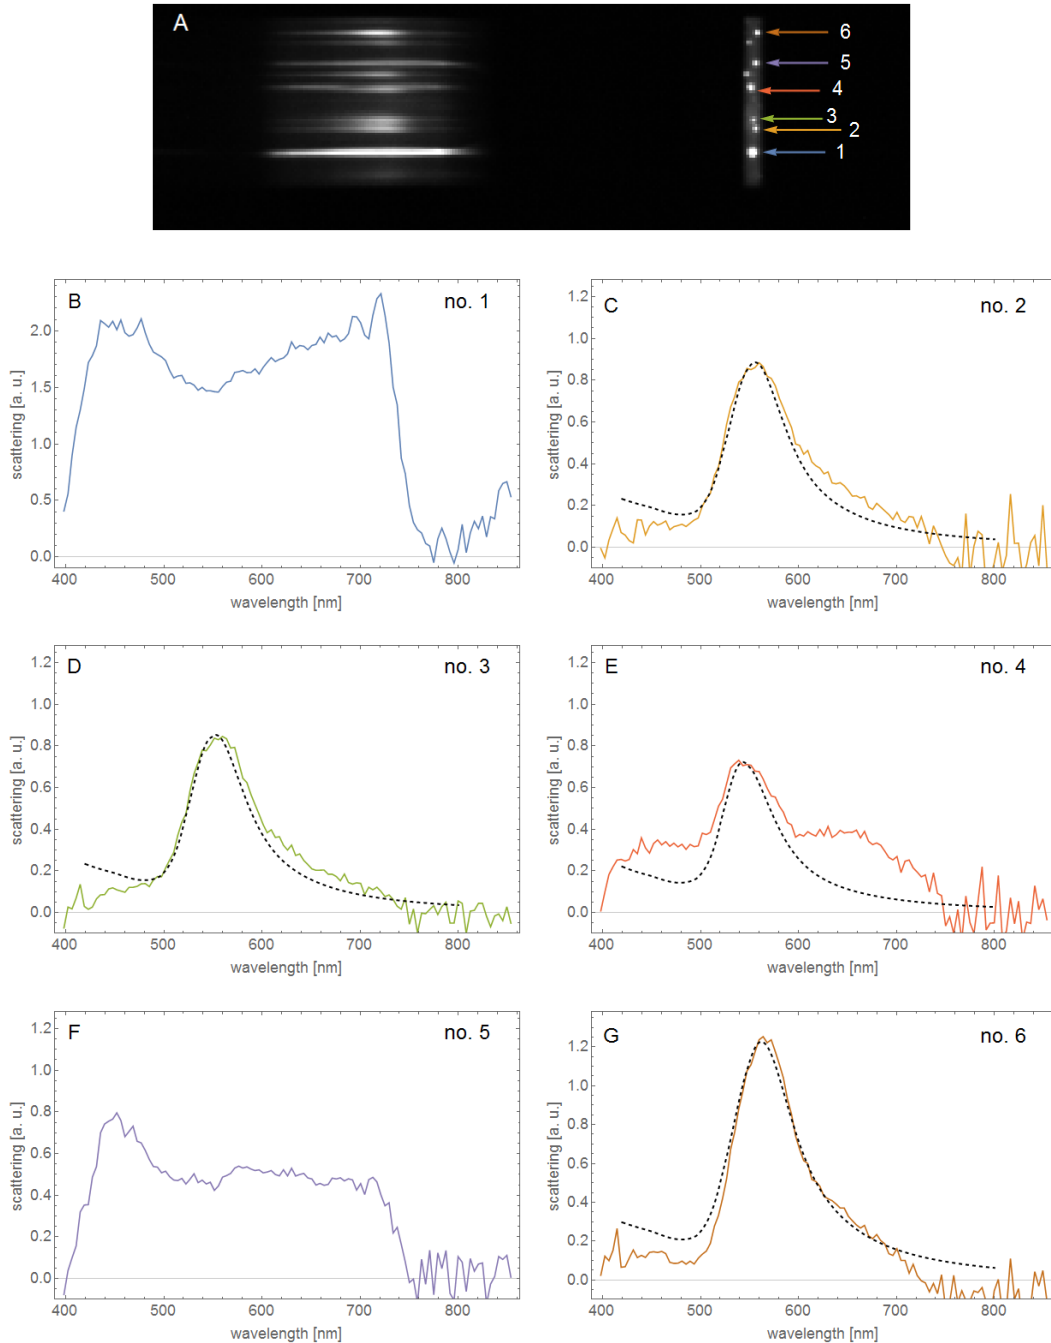 A
6
5
4
3
2
1
B
no. 1
2.0
1.5
1.0
0.5
0.0
scattering [a. u.]
400 500 600 700 800
wavelength [nm]
C
no. 2
1.2
1.0
0.8
0.6
0.4
0.2
0.0
scattering [a. u.]
400 500 600 700 800
wavelength [nm]
D
no. 3
1.2
1.0
0.8
0.6
0.4
0.2
0.0
scattering [a. u.]
400 500 600 700 800
wavelength [nm]
E
no. 4
1.2
1.0
0.8
0.6
0.4
0.2
0.0
scattering [a. u.]
400 500 600 700 800
wavelength [nm]
F
no. 5
1.2
1.0
0.8
0.6
0.4
0.2
0.0
scattering [a. u.]
400 500 600 700 800
wavelength [nm]
G
no. 6
1.2
1.0
0.8
0.6
0.4
0.2
0.0
scattering [a. u.]
400 500 600 700 800
wavelength [nm]